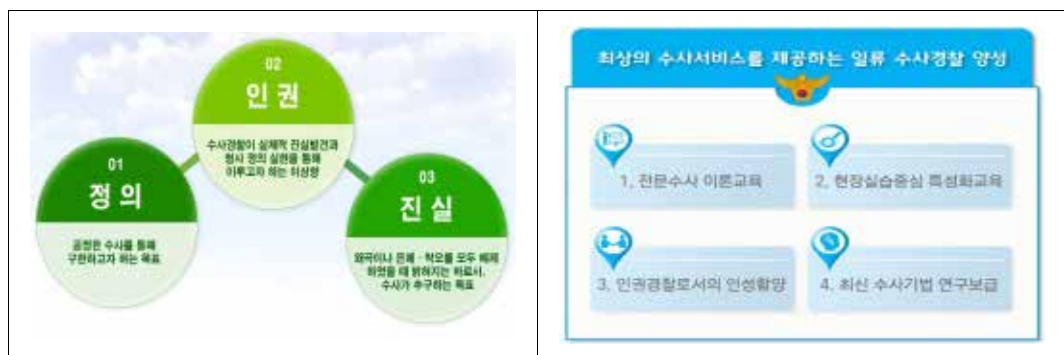 01
정 의
공정한 수사를 통해
구현하고자 하는 목표
02
인 권
수사경찰이 실체적 진실발견과
형사 정의 실현을 통해
이루고자 하는 이상향
03
진 실
왜곡이나 은폐·착오를 모두 배제
하였을 때 밝혀지는 바로서,
수사가 추구하는 목표
최상의 수사서비스를 제공하는 일류 수사경찰 양성
1. 전문수사 이론교육
2. 현장실습중심 특성화교육
3. 인권경찰로서의 인성함양
4. 최신 수사기법 연구보급